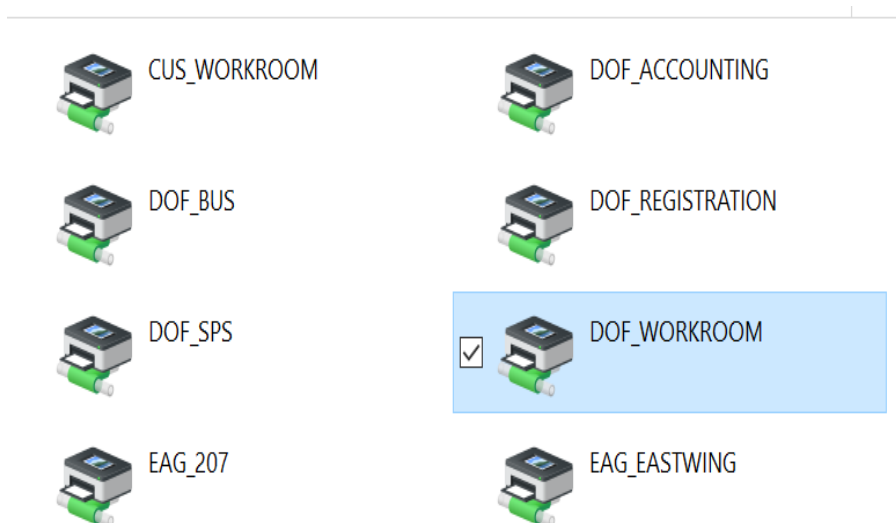 CUS_WORKROOM
DOF_ACCOUNTING
DOF_BUS
DOF_REGISTRATION
DOF_SPS
DOF_WORKROOM
EAG_207
EAG_EASTWING